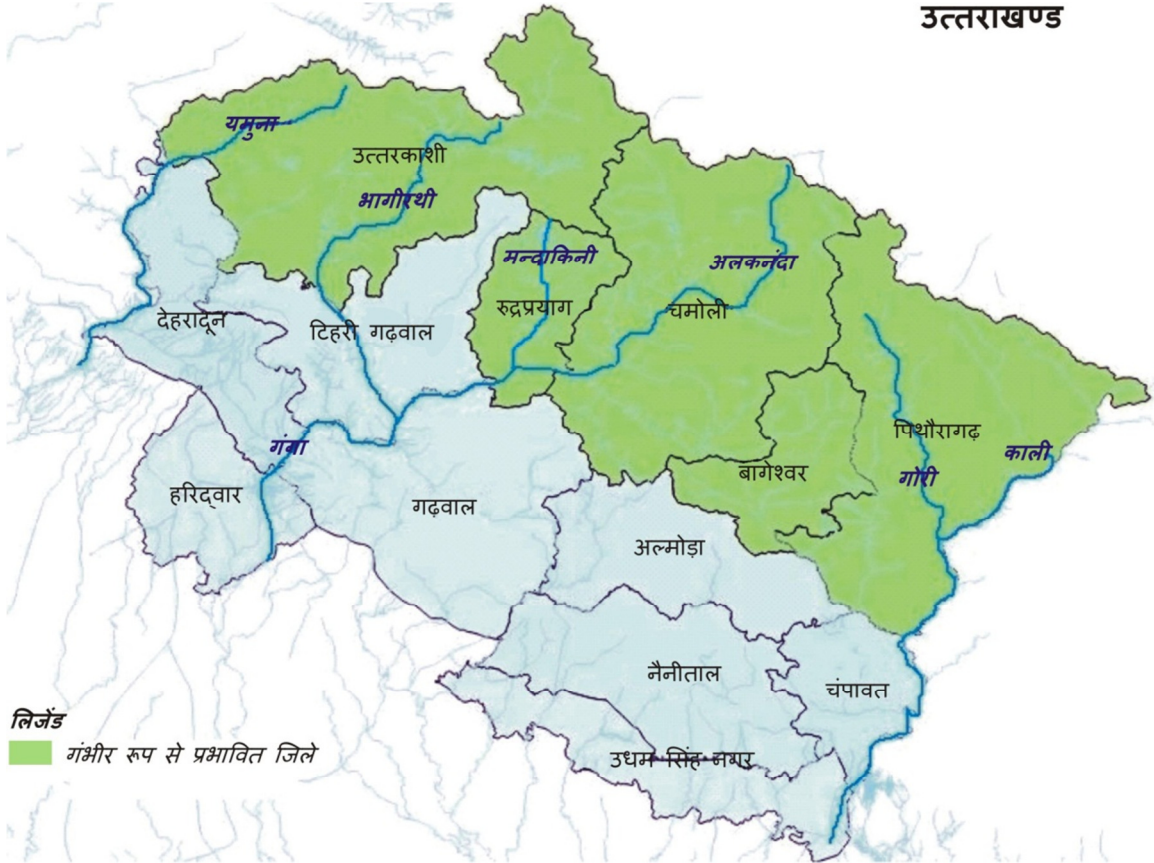 उत्तराखण्ड
यमुना
उत्तरकाशी
भागीरथी
मन्दाकिनी
अलकनंदा
रुद्रप्रयाग
चमोली
देहरादून
टिहरी गढ़वाल
पिथौरागढ़
गंगा
काली
बागेश्वर
गोरी
हरिद्वार
गढ़वाल
अल्मोड़ा
नैनीताल
चंपावत
लिजेंड
गंभीर रूप से प्रभावित जिले
उधम सिंह नगर